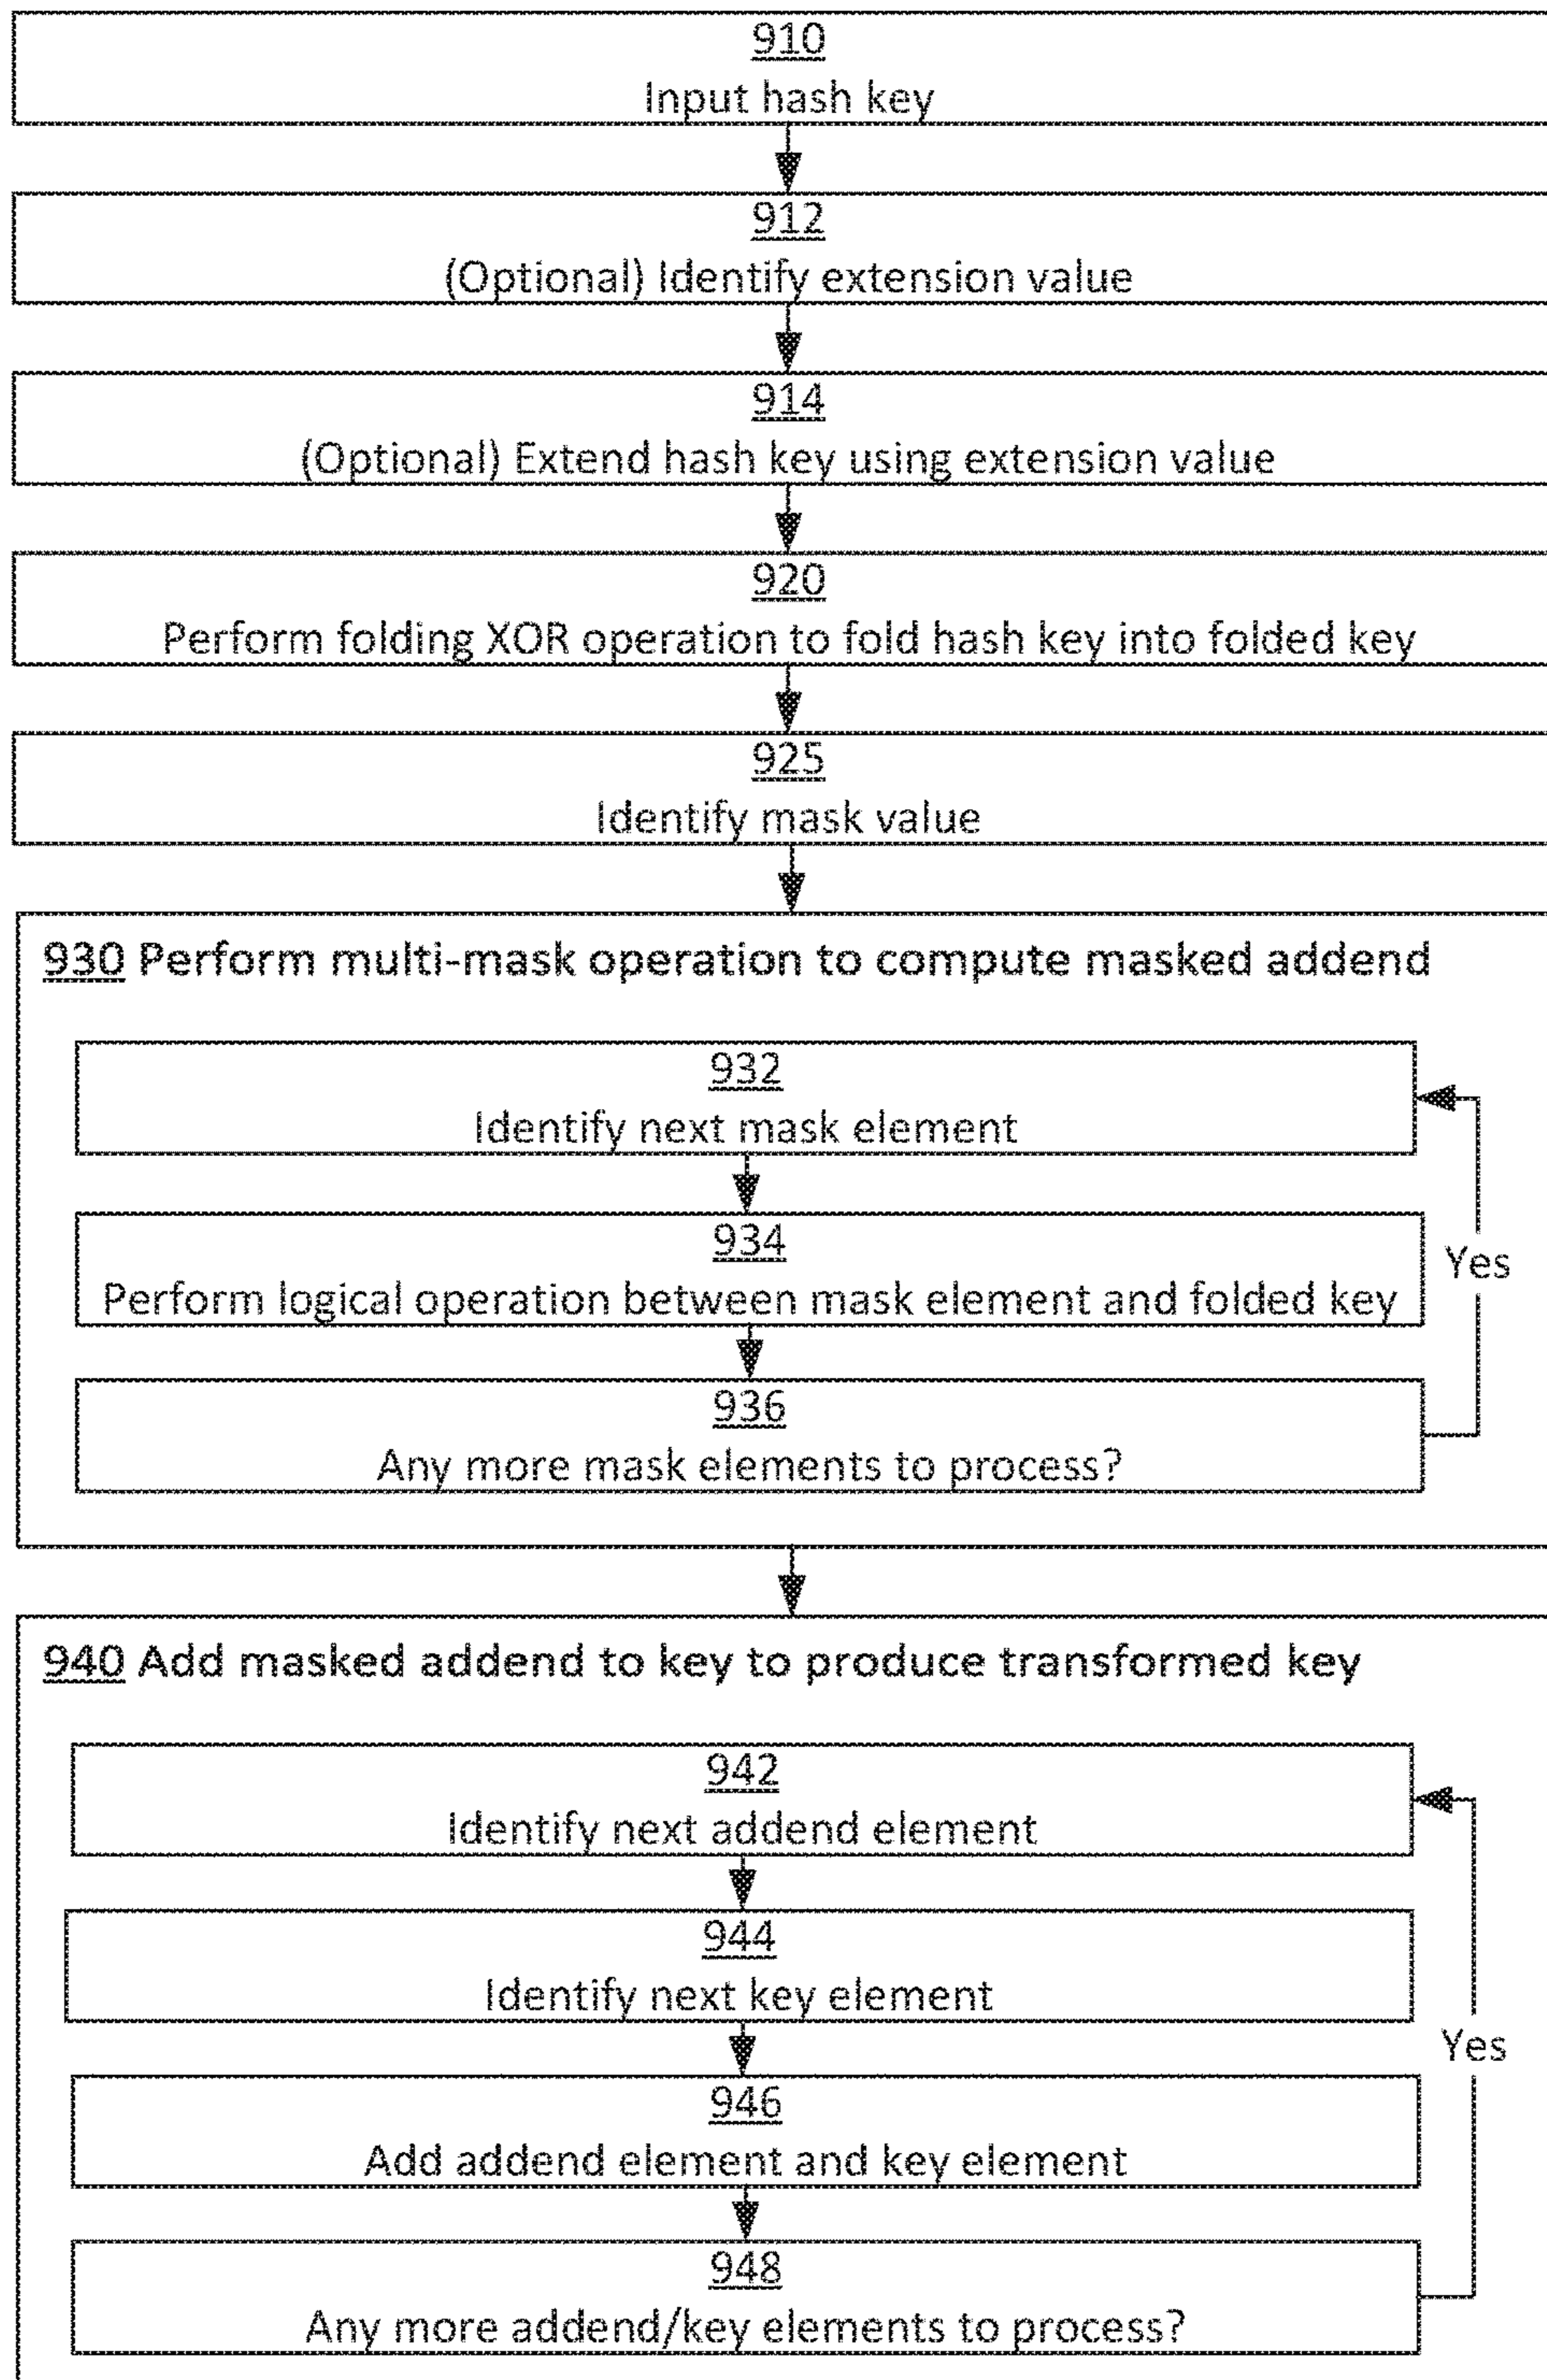 910
Input hash key
912
(Optional) Identify extension value
914
(Optional) Extend hash key using extension value
920
Perform folding XOR operation to fold hash key into folded key
925
Identify mask value
930 Perform multi-mask operation to compute masked addend
932
Identify next mask element
934
Perform logical operation between mask element and folded key
Yes
936
Any more mask elements to process?
940 Add masked addend to key to produce transformed key
942
Identify next addend element
944
Identify next key element
Yes
946
Add addend element and key element
948
Any more addend/key elements to process?